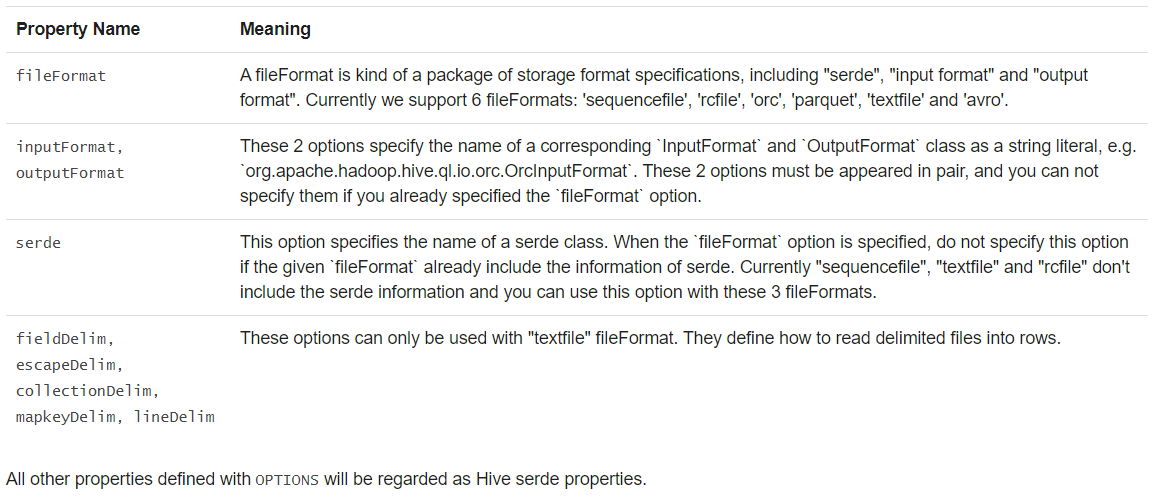 Property Name Meaning
fileFormat A fileFormat is kind of a package of storage format specifications, including "serde", "input format" and "output
format". Currently we support 6 fileFormats: 'sequencefile', 'rcfile', 'orc', 'parquet', 'textfile' and 'avro'.
inputFormat, These 2 options specify the name of a corresponding `InputFormat` and `OutputFormat` class as a string literal, e.g.
outputFormat `org.apache.hadoop.hive.ql.io.orc.OrcInputFormat`. These 2 options must be appeared in pair, and you can not
specify them if you already specified the `fileFormat` option.
serde This option specifies the name of a serde class. When the `fileFormat` option is specified, do not specify this option
if the given `fileFormat` already include the information of serde. Currently "sequencefile", "textfile" and "rcfile" don't
include the serde information and you can use this option with these 3 fileFormats.
fieldDelim, These options can only be used with "textfile" fileFormat. They define how to read delimited files into rows.
escapeDelim,
collectionDelim,
mapkeyDelim, lineDelim
All other properties defined with OPTIONS will be regarded as Hive serde properties.